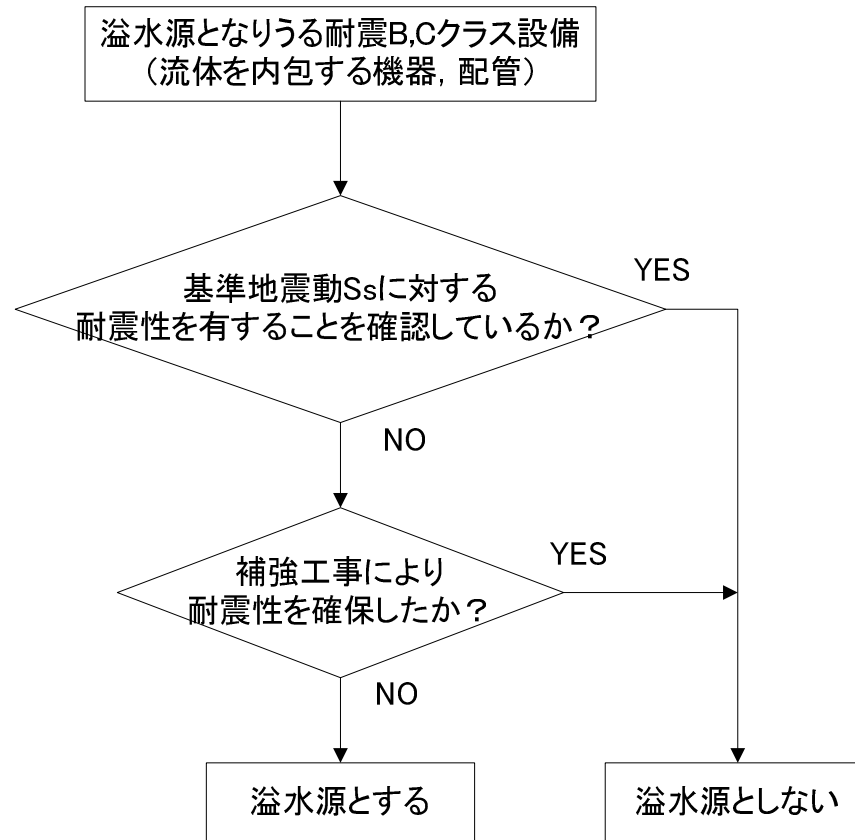 溢水源となりうる耐震B,Cクラス設備
（流体を内包する機器，配管）
基準地震動Ssに対する
耐震性を有することを確認しているか？
YES
NO
補強工事により
耐震性を確保したか？
YES
NO
溢水源とする
溢水源としない